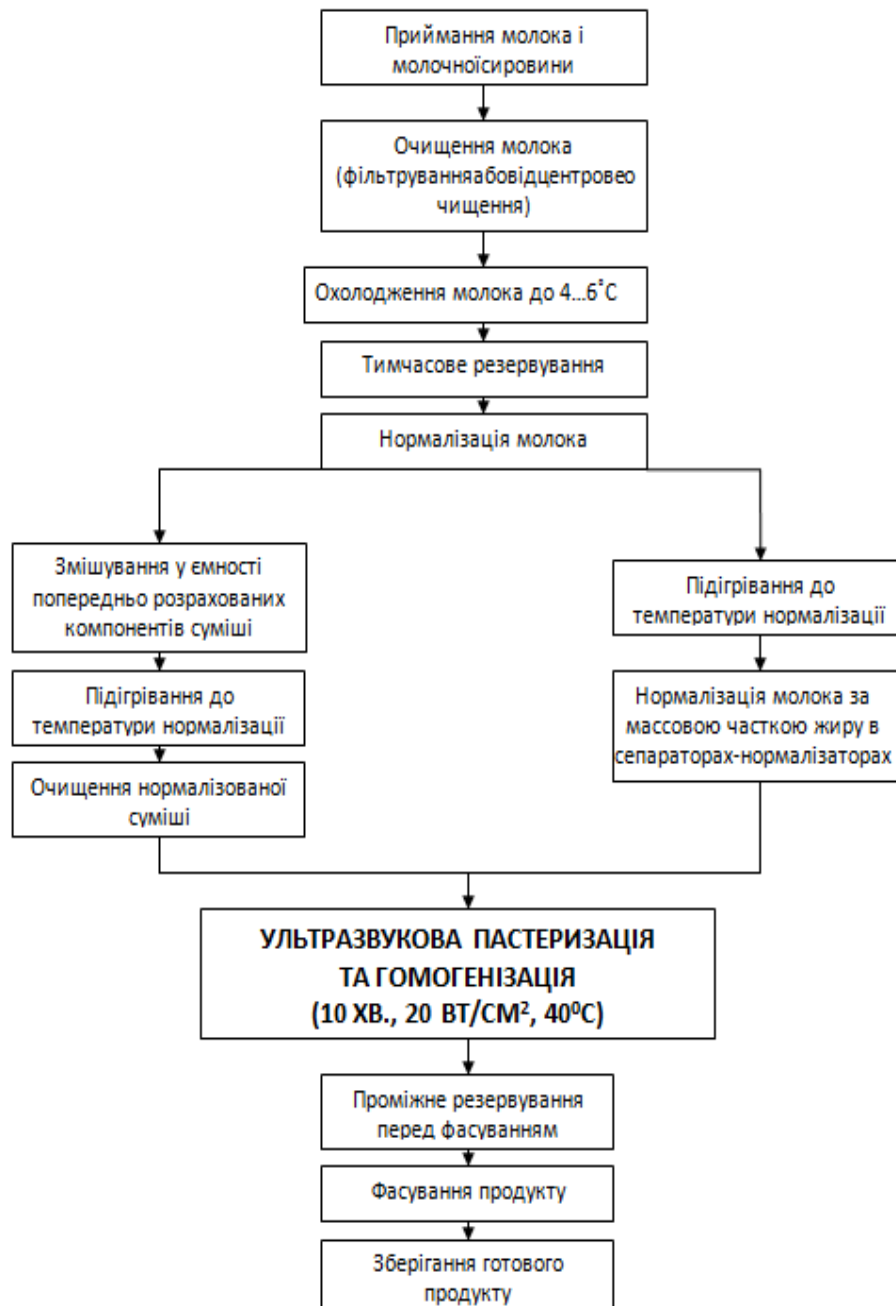 Приймання молока і
молочноїсировини
Очищення молока
(фільтруванняабовідцентровео
чищення)
Охолодження молока до 4...6˚С
Тимчасове резервування
Нормалізація молока
Змішування у ємності
попередньо розрахованих
компонентів суміші
Підігрівання до
температури нормалізації
Очищення нормалізованої
суміші
Підігрівання до
температури нормалізації
Нормалізація молока за
массовою часткою жиру в
сепараторах-нормалізаторах
УЛЬТРАЗВУКОВА ПАСТЕРИЗАЦІЯ
ТА ГОМОГЕНІЗАЦІЯ
(10 ХВ., 20 ВТ/СМ², 40⁰С)
Проміжне резервування
перед фасуванням
Фасування продукту
Зберігання готового
продукту